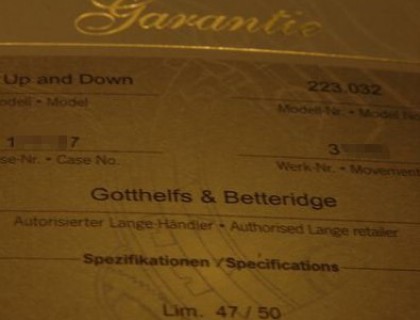 Garantie
Up and Down 223.032
Modell • Model Modell-Nr. • Model No
1 7 3
se-Nr. • Case No. Werk-Nr. • Movement
Gotthelfs & Betteridge
Autorisierter Lange-Händler • Authorised Lange retailer
Spezifikationen / Specifications
Lim. 47 / 50